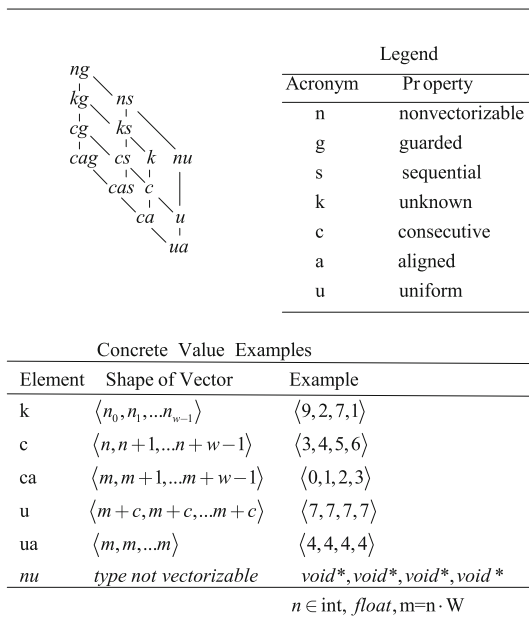 ng
kg ns
cg ks
cag cs k nu
cas c
ca u
ua
Legend
Acronym Property
n nonvectorizable
g guarded
s sequential
k unknown
c consecutive
a aligned
u uniform
Concrete Value Examples
Element Shape of Vector Example
k ⟨n₀,n₁,...n_{w−1}⟩ ⟨9,2,7,1⟩
c ⟨n,n+1,...n+w−1⟩ ⟨3,4,5,6⟩
ca ⟨m,m+1,...m+w−1⟩ ⟨0,1,2,3⟩
u ⟨m+c,m+c,...m+c⟩ ⟨7,7,7,7⟩
ua ⟨m,m,...m⟩ ⟨4,4,4,4⟩
nu type not vectorizable void*,void*,void*,void*
n∈int, float,m=n·W